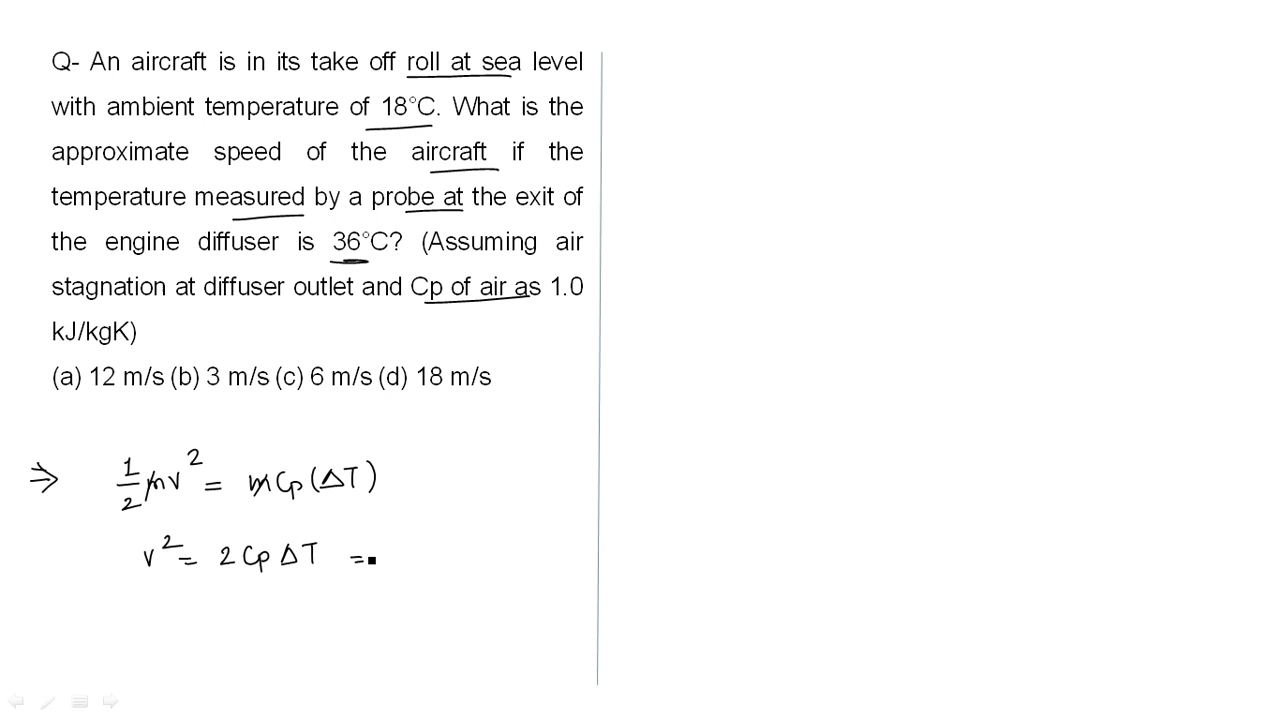 Q- An aircraft is in its take off roll at sea level
with ambient temperature of 18°C. What is the
approximate speed of the aircraft if the
temperature measured by a probe at the exit of
the engine diffuser is 36°C? (Assuming air
stagnation at diffuser outlet and Cp of air as 1.0
kJ/kgK)
(a) 12 m/s (b) 3 m/s (c) 6 m/s (d) 18 m/s
⇒ 1/2 mv² = mCp(ΔT)
v² = 2CpΔT =